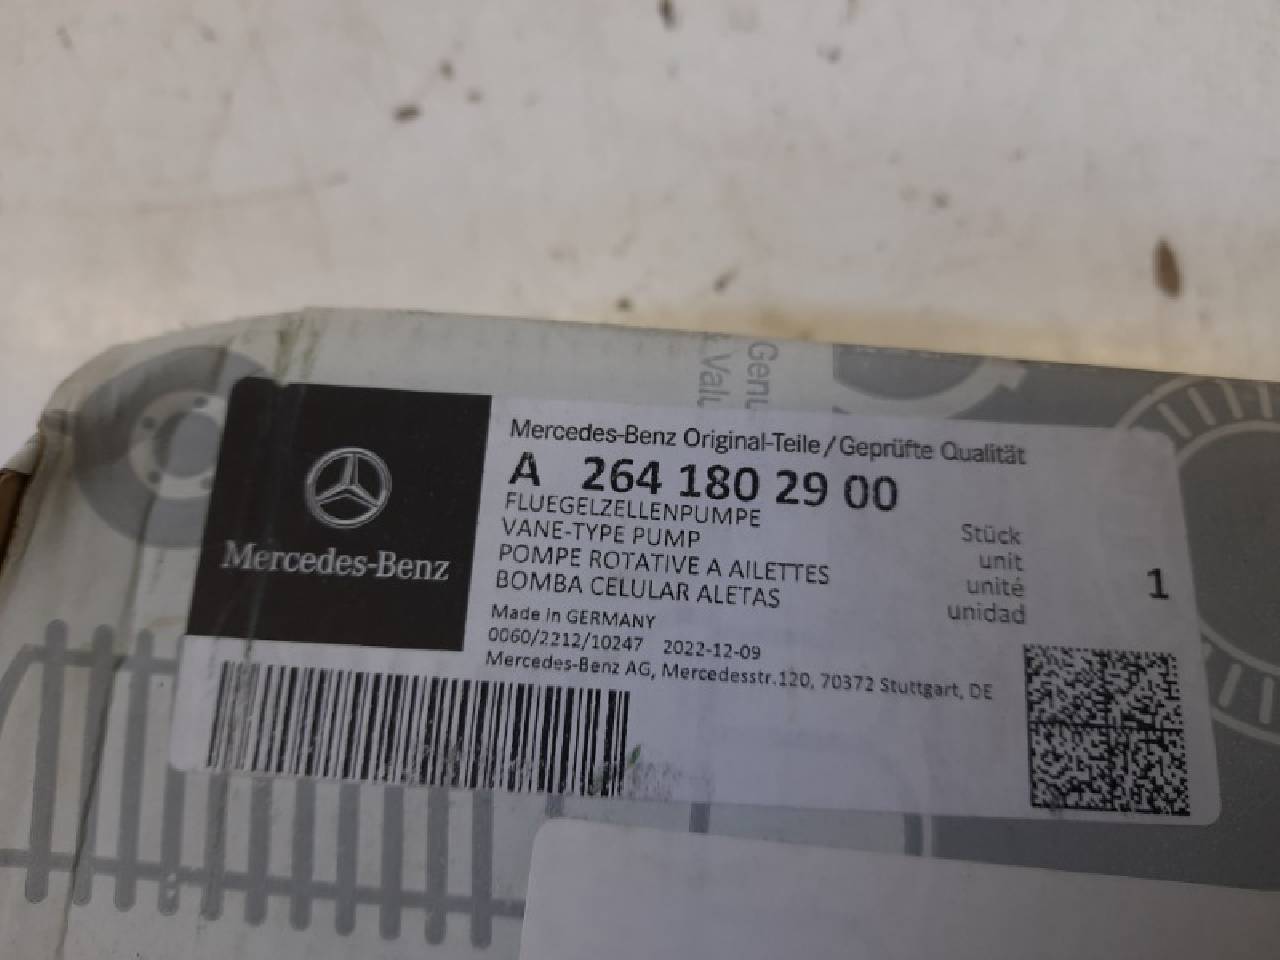 Genu
& Valu
Mercedes-Benz
Mercedes-Benz Original-Teile/Geprüfte Qualität
A 264 180 29 00
FLUEGELZELLENPUMPE
VANE-TYPE PUMP
POMPE ROTATIVE A AILETTES
BOMBA CELULAR ALETAS
Stück
unit
unité
unidad
1
Made in GERMANY
0060/2212/10247 2022-12-09
Mercedes-Benz AG, Mercedesstr.120, 70372 Stuttgart, DE